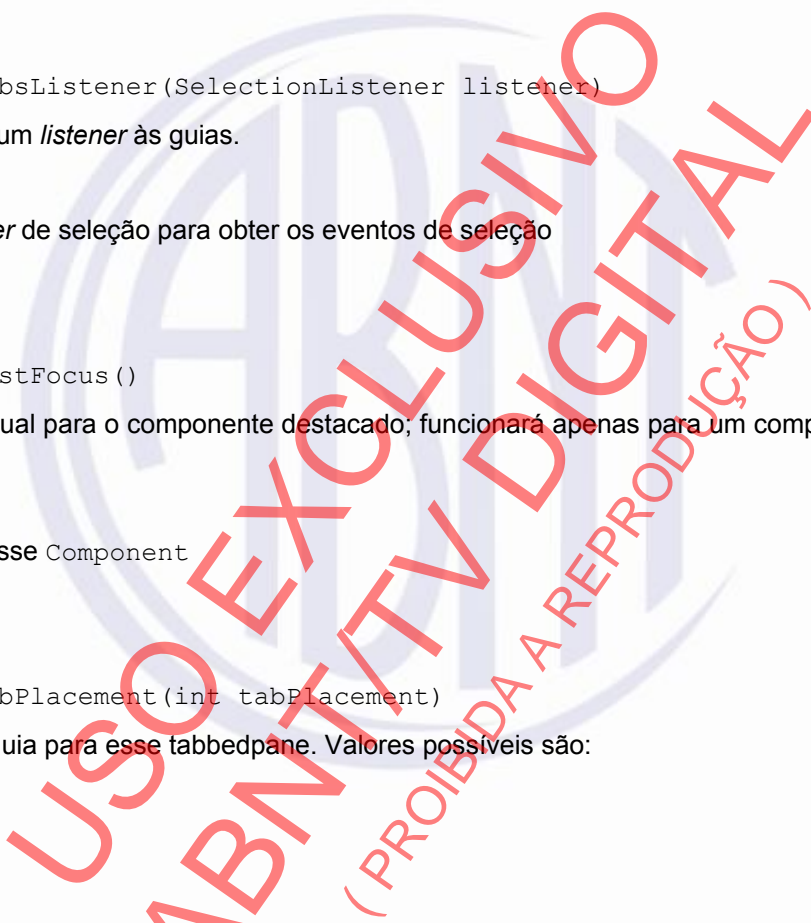 bsListener(SelectionListener listener)
um listener às guias.
er de seleção para obter os eventos de seleção
stFocus()
ual para o componente destacado; funcionará apenas para um comp
sse Component
bPlacement(int tabPlacement)
uia para esse tabbedpane. Valores possíveis são:
USO EXCLUSIVO
ABNT/TV DIGITAL
( PROIBIDA A REPRODUÇÃO )
ABNT